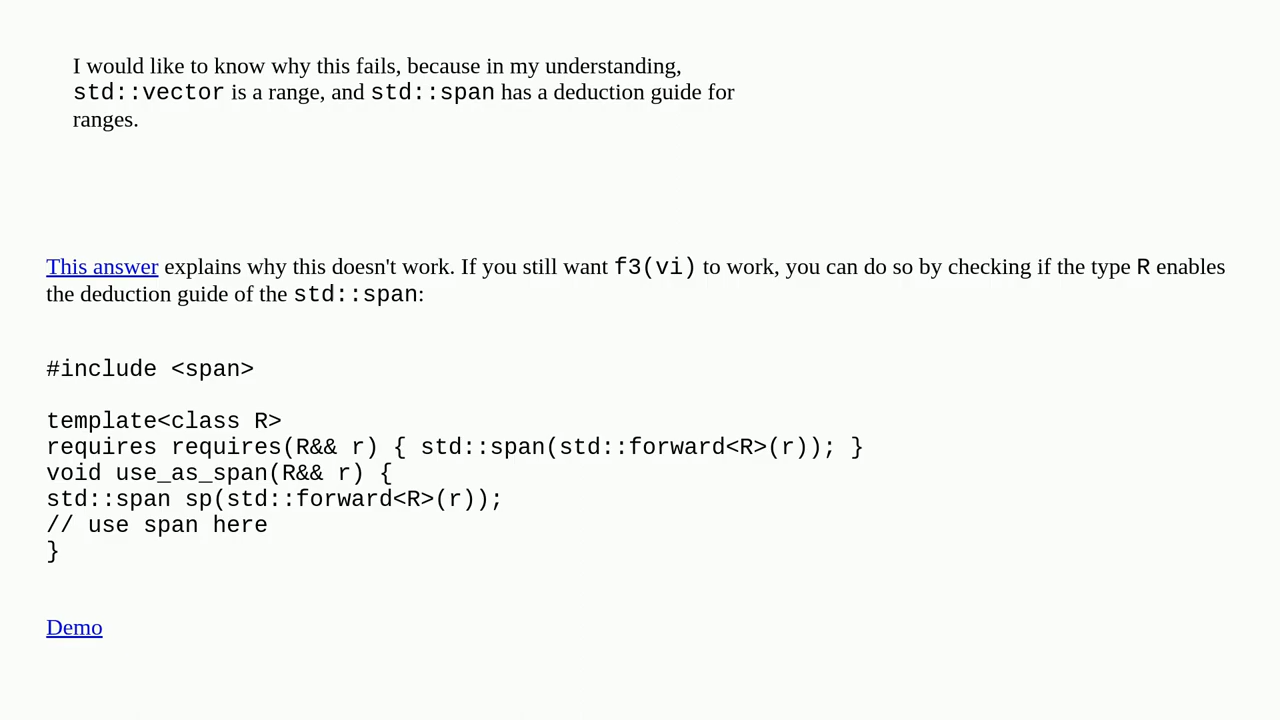 I would like to know why this fails, because in my understanding,
std::vector is a range, and std::span has a deduction guide for
ranges.
This answer explains why this doesn't work. If you still want f3(vi) to work, you can do so by checking if the type R enables
the deduction guide of the std::span:
#include <span>
template<class R>
requires requires(R&& r) { std::span(std::forward<R>(r)); }
void use_as_span(R&& r) {
std::span sp(std::forward<R>(r));
// use span here
}
Demo